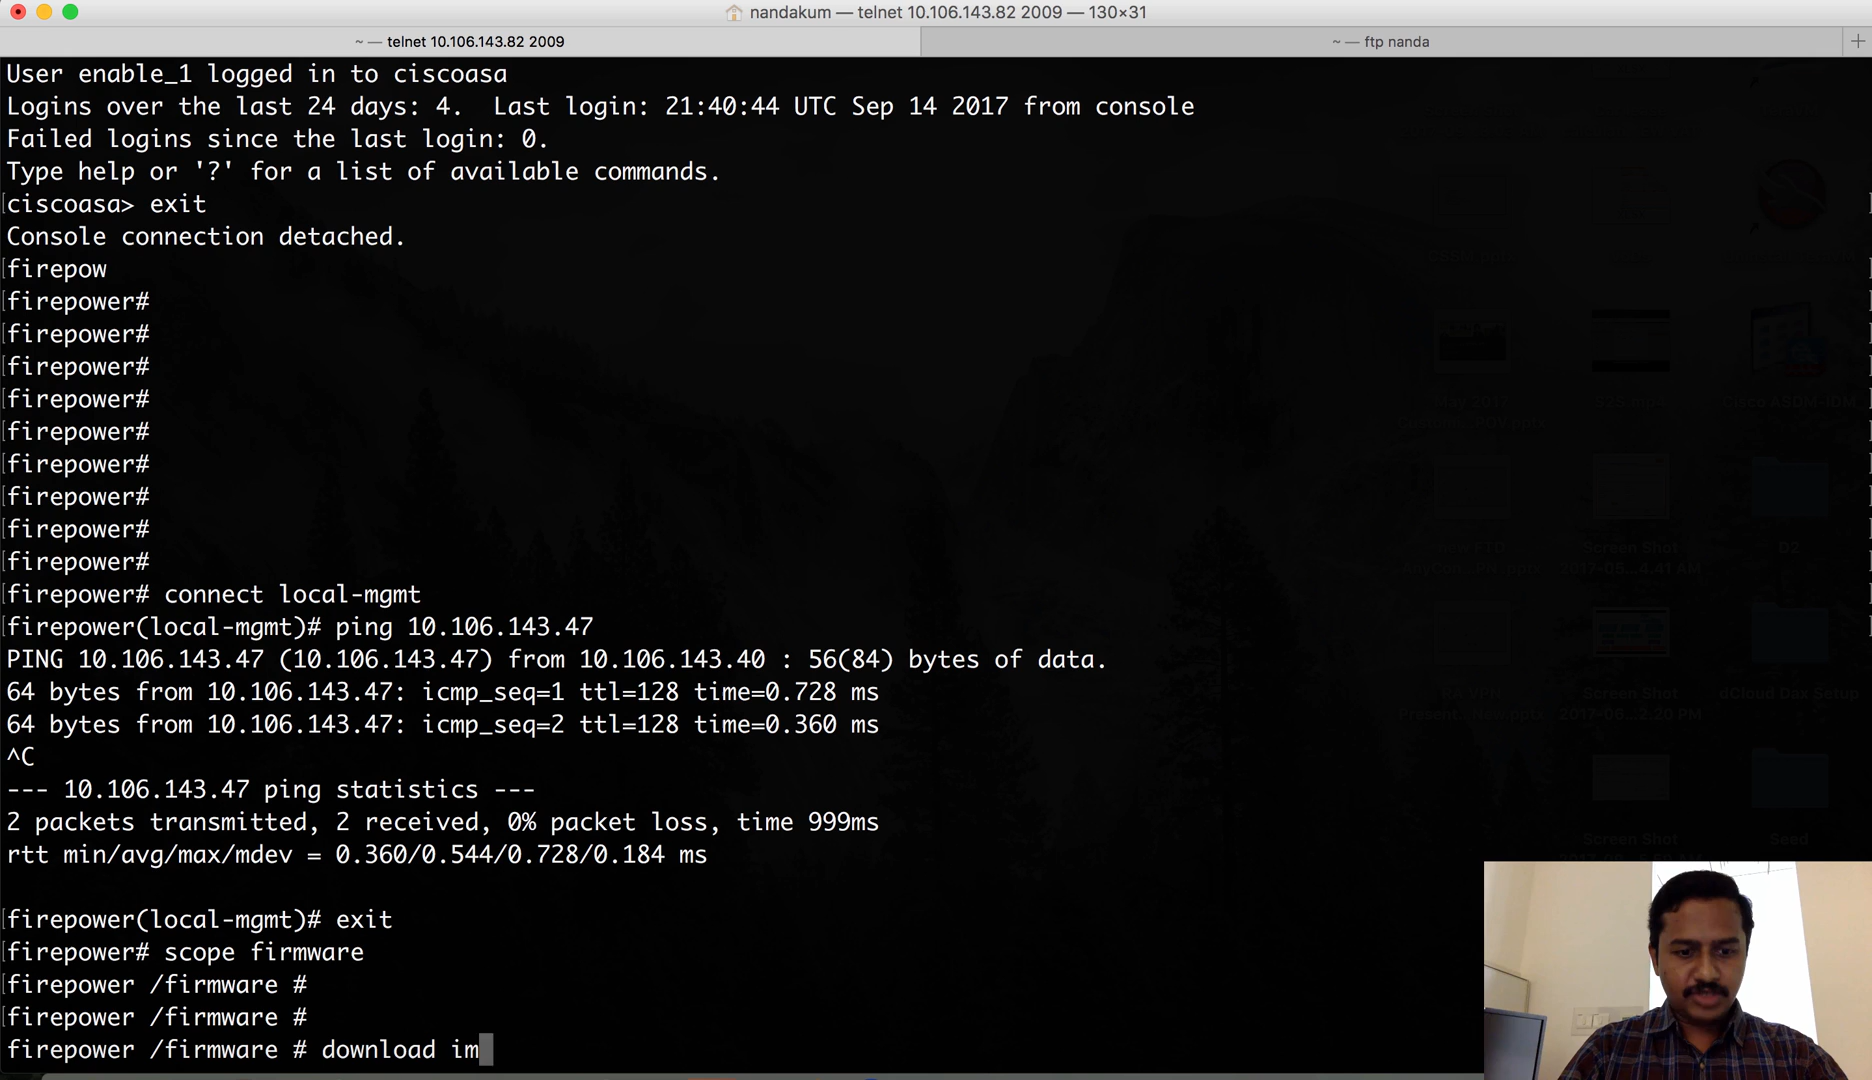 nandakum — telnet 10.106.143.82 2009 — 130×31
~ — telnet 10.106.143.82 2009
~ — ftp nanda
User enable_1 logged in to ciscoasa
Logins over the last 24 days: 4.  Last login: 21:40:44 UTC Sep 14 2017 from console
Failed logins since the last login: 0.
Type help or '?' for a list of available commands.
ciscoasa> exit
Console connection detached.
firepow
firepower#
firepower#
firepower#
firepower#
firepower#
firepower#
firepower#
firepower#
firepower#
firepower# connect local-mgmt
firepower(local-mgmt)# ping 10.106.143.47
PING 10.106.143.47 (10.106.143.47) from 10.106.143.40 : 56(84) bytes of data.
64 bytes from 10.106.143.47: icmp_seq=1 ttl=128 time=0.728 ms
64 bytes from 10.106.143.47: icmp_seq=2 ttl=128 time=0.360 ms
^C
--- 10.106.143.47 ping statistics ---
2 packets transmitted, 2 received, 0% packet loss, time 999ms
rtt min/avg/max/mdev = 0.360/0.544/0.728/0.184 ms
firepower(local-mgmt)# exit
firepower# scope firmware
firepower /firmware #
firepower /firmware #
firepower /firmware # download im